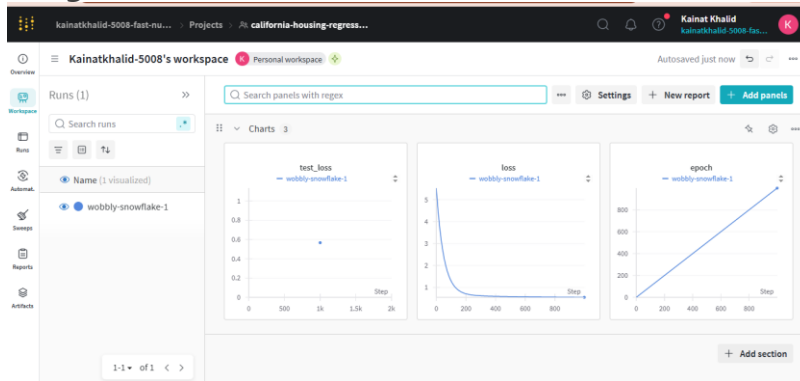 kainatkhalid-5008-fast-nu... > Projects > california-housing-regress...
Kainat Khalid
kainatkhalid-5008-fas...
K
Overview
Workspace
Runs
Automat.
Sweeps
Reports
Artifacts
Kainatkhalid-5008's workspace K Personal workspace
Autosaved just now
Runs (1)
Search runs
.*
Name (1 visualized)
wobbly-snowflake-1
1-1 of 1
Search panels with regex
Settings
New report
Add panels
Charts 3
test_loss
wobbly-snowflake-1
1
0.8
0.6
0.4
0.2
0
0 500 1k 1.5k 2k
Step
loss
wobbly-snowflake-1
5
4
3
2
1
0 200 400 600 800
Step
epoch
wobbly-snowflake-1
800
600
400
200
0
0 200 400 600 800
Step
Add section